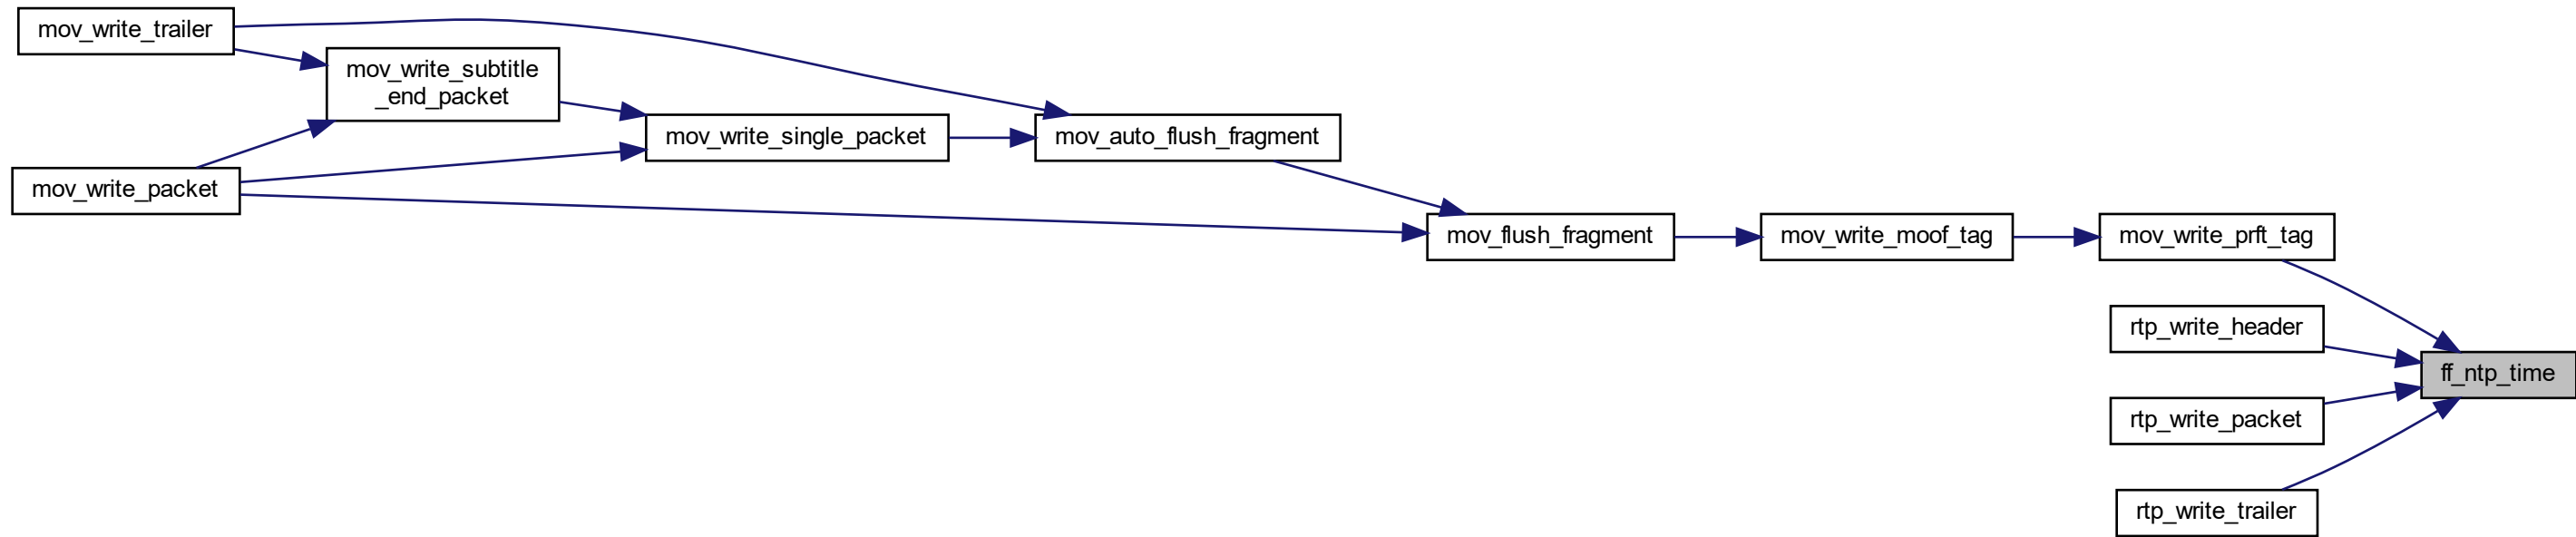 mov_write_trailer
mov_write_subtitle
_end_packet
mov_write_single_packet
mov_auto_flush_fragment
mov_write_packet
mov_flush_fragment
mov_write_moof_tag
mov_write_prft_tag
rtp_write_header
ff_ntp_time
rtp_write_packet
rtp_write_trailer